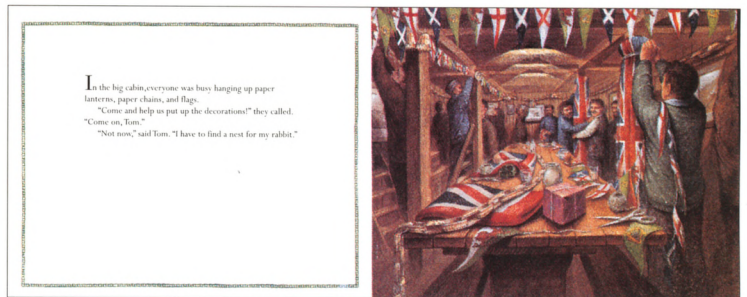 In the big cabin,everyone was busy hanging up paper
lanterns, paper chains, and flags.
"Come and help us put up the decorations!" they called.
"Come on, Tom."
"Not now," said Tom. "I have to find a nest for my rabbit."